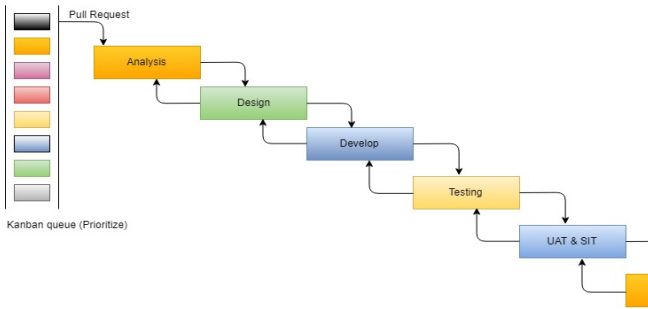 Pull Request
Analysis
Design
Develop
Testing
UAT & SIT
Kanban queue (Prioritize)